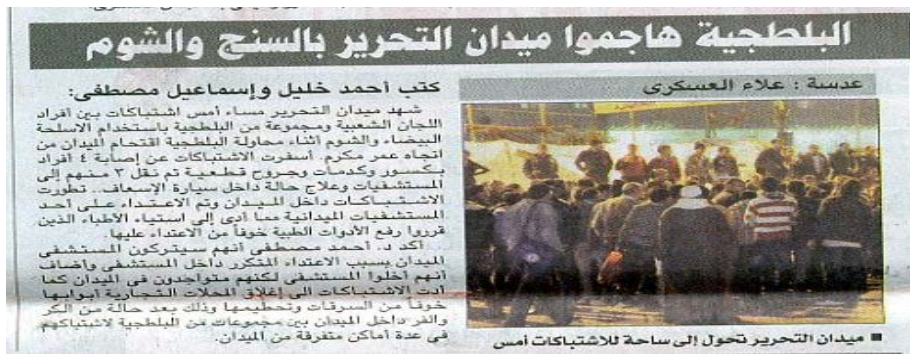 البلطجية هاجموا ميدان التحرير بالسنج والشوم
كتب أحمد خليل وإسماعيل مصطفى:
شهد ميدان التحرير مساء أمس اشتباكات بين أفراد
اللجان الشعبية ومجموعة من البلطجية باستخدام الاسلحة
البيضاء والشوم أثناء محاولة البلطجية اقتحام الميدان من
اتجاه عمر مكرم. أسفرت الاشتباكات عن إصابة ٤ أفراد
بكسور وكدمات وجروح قطعية تم نقل ٣ منهم إلى
المستشفيات وعلاج حالة داخل سيارة الإسعاف.. تطورت
الاشتباكات داخل الميدان وتم الاعتداء على احد
المستشفيات الميدانية مما أدى إلى استياء الأطباء الذين
قرروا رفع الأدوات الطبية خوفاً من الاعتداء عليها.
أكد د. أحمد مصطفى أنهم سيتركون المستشفى
الميدان بسبب الاعتداء المتكرر داخل المستشفى وأضاف
أنهم أخلوا المستشفى لكنهم متواجدون فى الميدان كما
أدت الاشتباكات الى إغلاق المحلات التجارية ابوابها
خوفاً من السرقات وتحطيمها وذلك بعد حالة من الكر
والفر داخل الميدان بين مجموعات من البلطجية لاشتباكهم
فى عدة أماكن متفرقة من الميدان.
عدسة : علاء العسكرى
■ ميدان التحرير تحول إلى ساحة للاشتباكات أمس